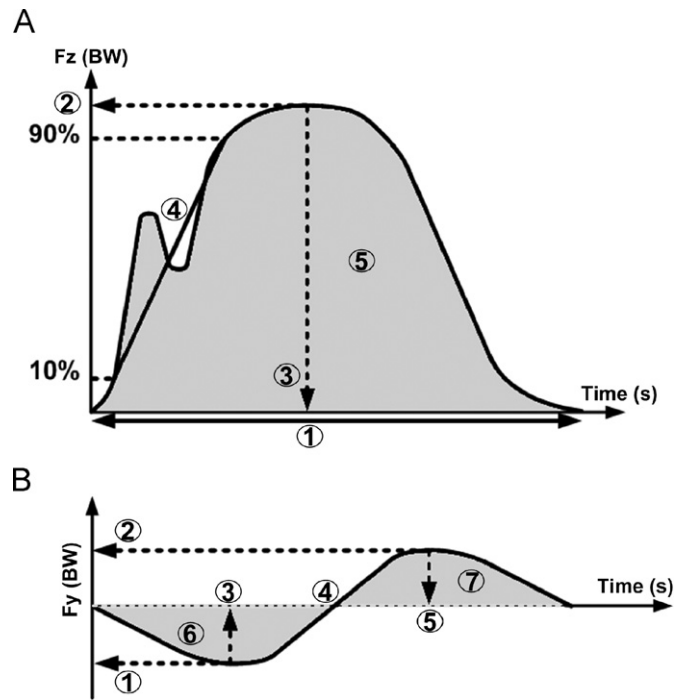 A
Fz (BW)
②
90%
④
⑤
10%
③
Time (s)
①
B
②
Fy (BW)
③
④
⑦
Time (s)
⑥
⑤
①